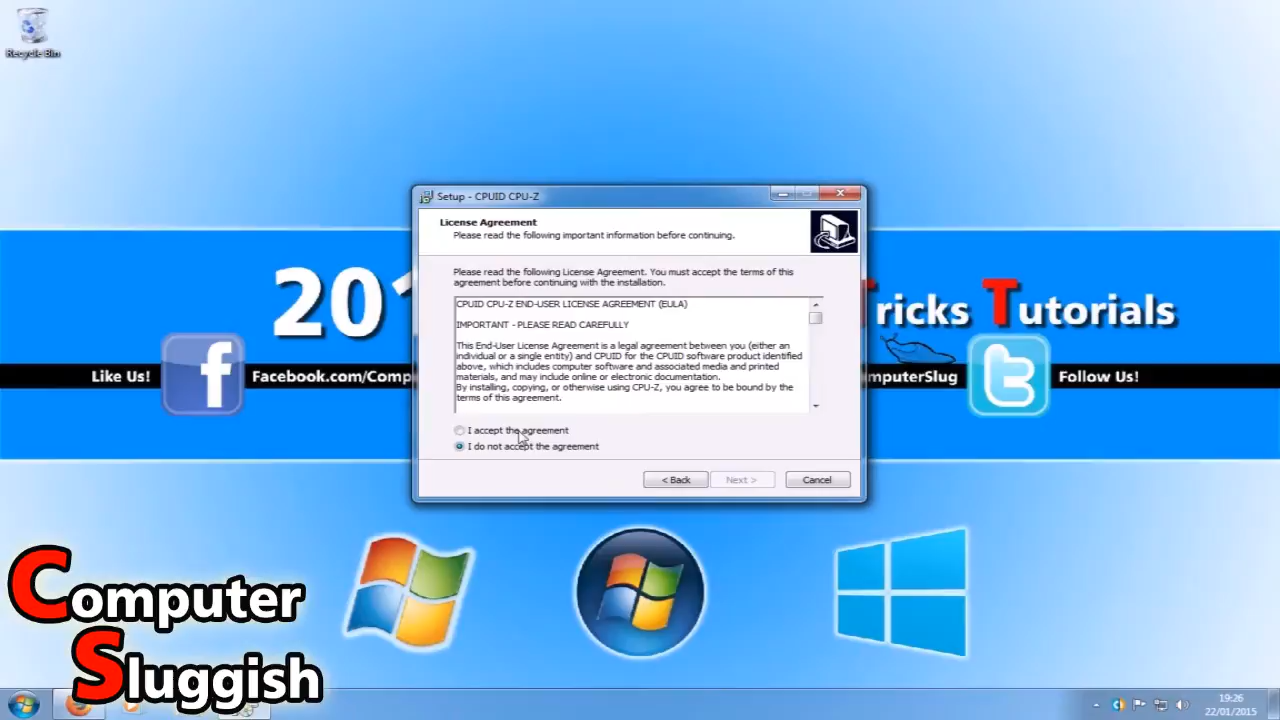 Recycle Bin
Setup - CPUID CPU-Z
License Agreement
Please read the following important information before continuing.
Please read the following License Agreement. You must accept the terms of this
agreement before continuing with the installation.
CPUID CPU-Z END-USER LICENSE AGREEMENT (EULA)
IMPORTANT - PLEASE READ CAREFULLY
This End-User License Agreement is a legal agreement between you (either an
individual or a single entity) and CPUID for the CPUID software product identified
above, which includes computer software and associated media and printed
materials, and may include online or electronic documentation.
By installing, copying, or otherwise using CPU-Z, you agree to be bound by the
terms of this agreement.
I accept the agreement
I do not accept the agreement
< Back
Next >
Cancel
201
Tricks Tutorials
Like Us!
Facebook.com/Comp
mputerSlug
Follow Us!
Computer
Sluggish
19:26
22/01/2015